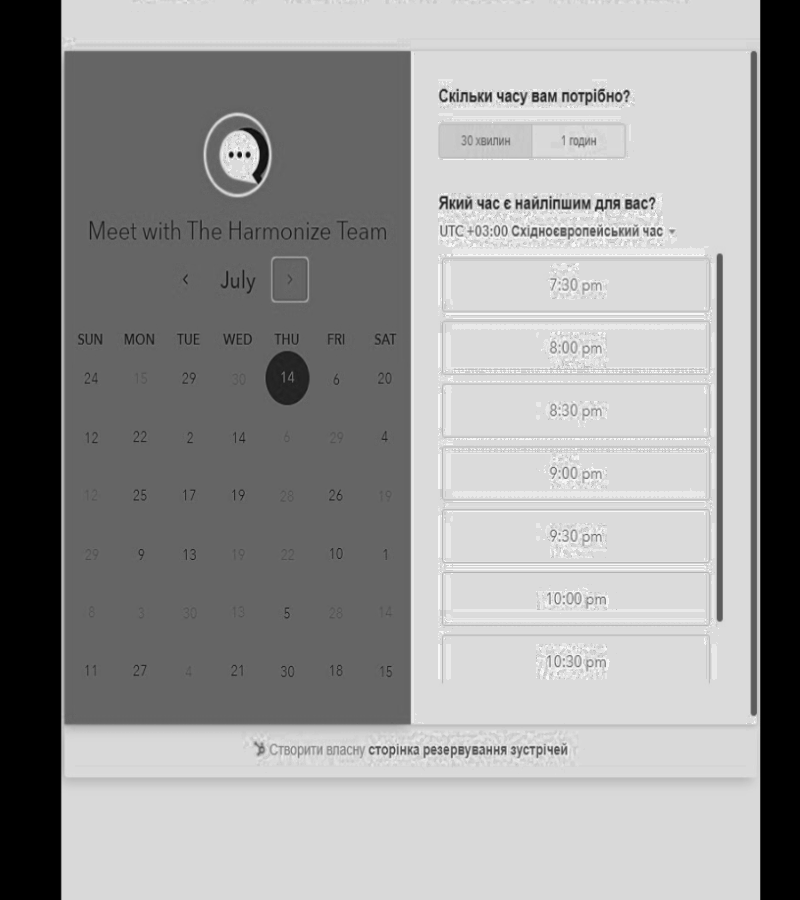 Meet with The Harmonize Team
July
SUN MON TUE WED THU FRI SAT
24 15 29 30 14 6 20
12 22 2 14 6 29 4
12 25 17 19 28 26 19
29 9 13 19 22 10 1
8 3 30 13 5 28 14
11 27 4 21 30 18 15
Скільки часу вам потрібно?
30 хвилин 1 годин
Який час є найліпшим для вас?
UTC +03:00 Східноєвропейський час
7:30 pm
8:00 pm
8:30 pm
9:00 pm
9:30 pm
10:00 pm
10:30 pm
Створити власну сторінка резервування зустрічей